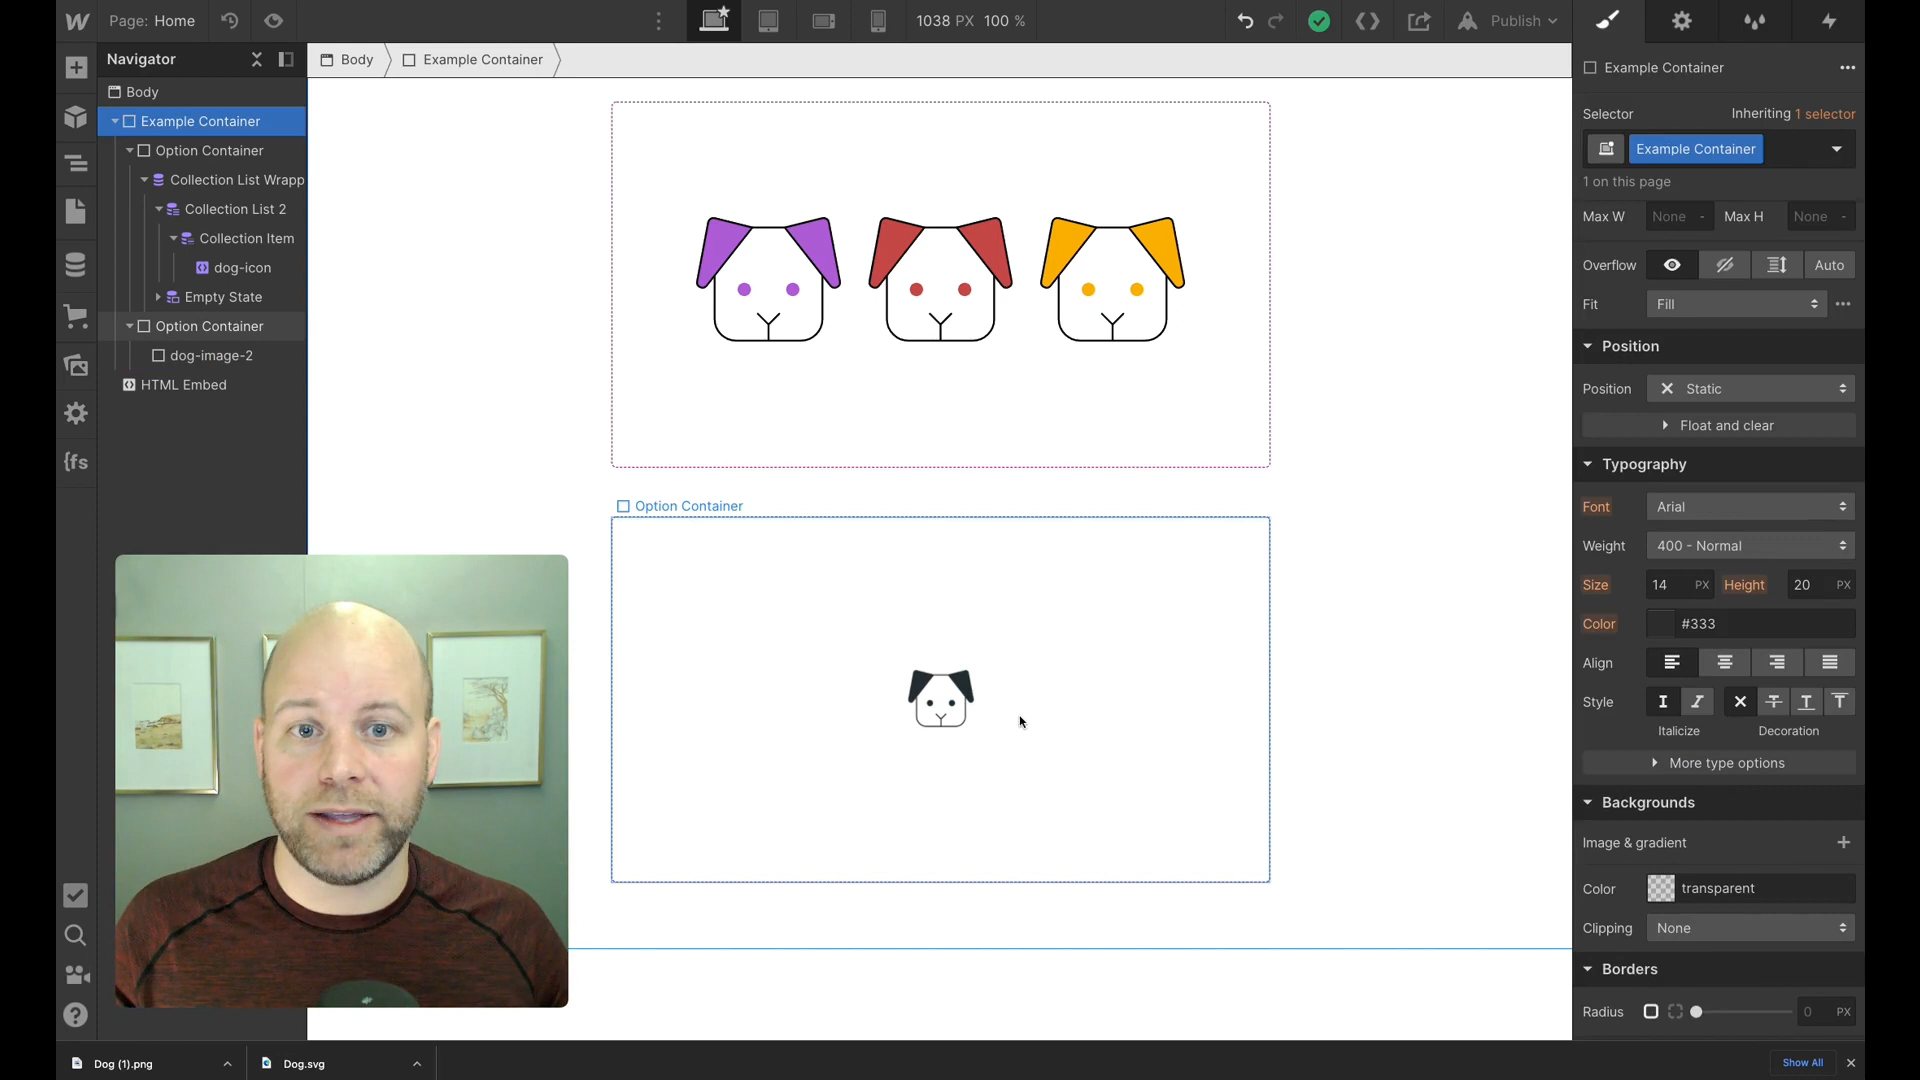 Page: Home
1038 PX 100 %
Publish
Navigator
Body
Example Container
Option Container
Collection List Wrapp
Collection List 2
Collection Item
dog-icon
Empty State
Option Container
dog-image-2
HTML Embed
{fs
Body
Example Container
Option Container
Example Container
Selector
Inheriting 1 selector
Example Container
1 on this page
Max W None -
Max H None -
Overflow
Auto
Fit
Fill
Position
Position
Static
Float and clear
Typography
Font
Arial
Weight
400 - Normal
Size 14 PX
Height 20 PX
Color
#333
Align
Style
Italicize
Decoration
More type options
Backgrounds
Image & gradient
Color
transparent
Clipping
None
Borders
Radius
0 PX
Dog (1).png
Dog.svg
Show All